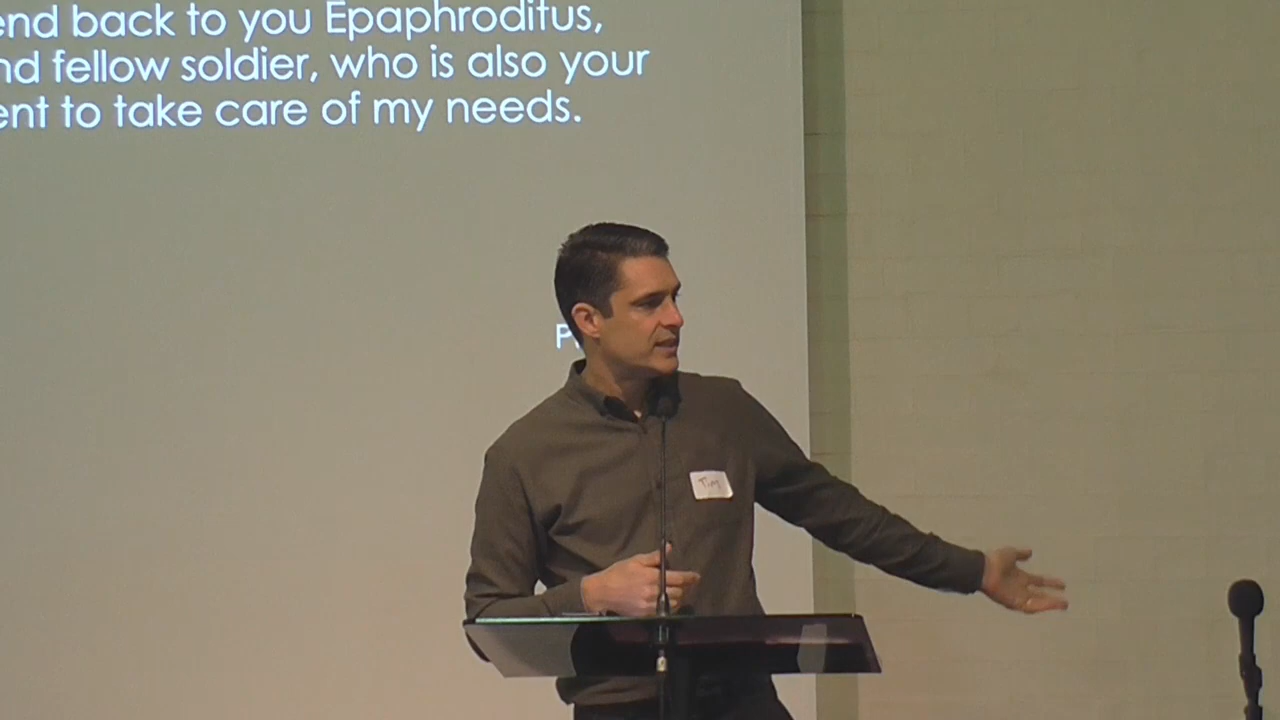 end back to you Epaphroditus,
nd fellow soldier, who is also your
ent to take care of my needs.
P
Tim